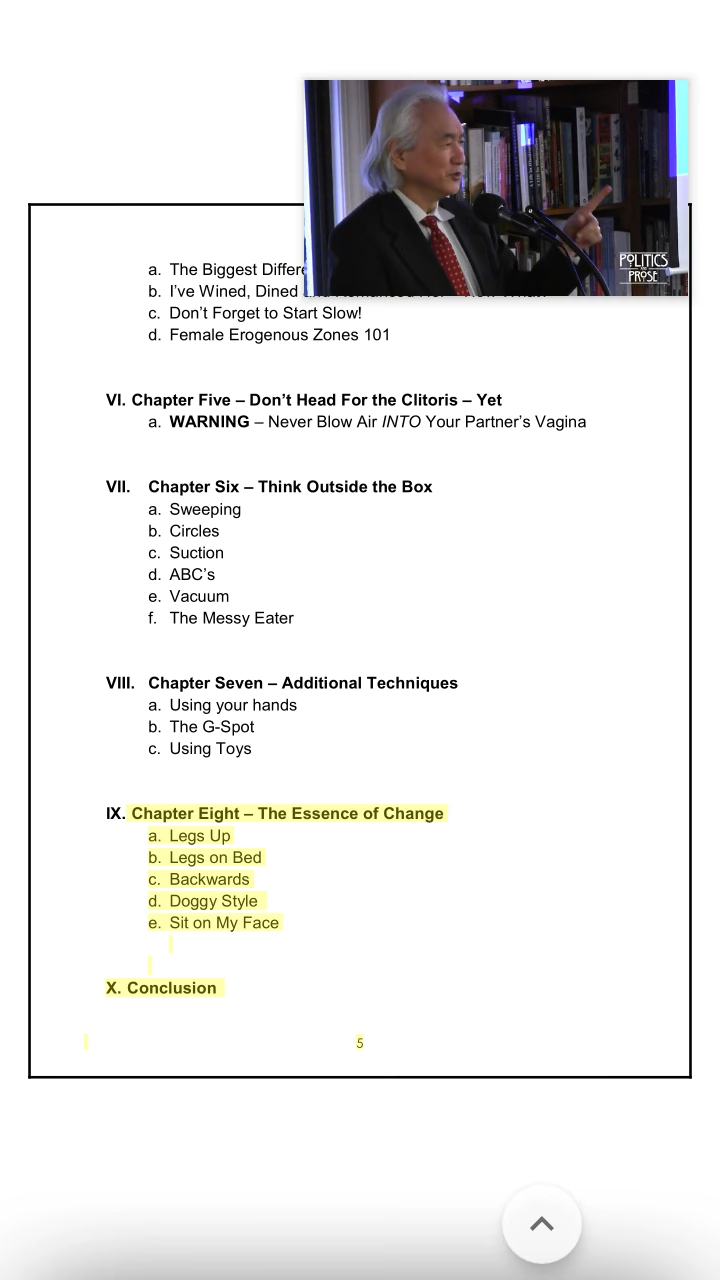 POLITICS
and
PROSE
a. The Biggest Differe
b. I’ve Wined, Dined
c. Don’t Forget to Start Slow!
d. Female Erogenous Zones 101
VI. Chapter Five – Don’t Head For the Clitoris – Yet
a. WARNING – Never Blow Air INTO Your Partner’s Vagina
VII. Chapter Six – Think Outside the Box
a. Sweeping
b. Circles
c. Suction
d. ABC’s
e. Vacuum
f. The Messy Eater
VIII. Chapter Seven – Additional Techniques
a. Using your hands
b. The G-Spot
c. Using Toys
IX. Chapter Eight – The Essence of Change
a. Legs Up
b. Legs on Bed
c. Backwards
d. Doggy Style
e. Sit on My Face
X. Conclusion
5